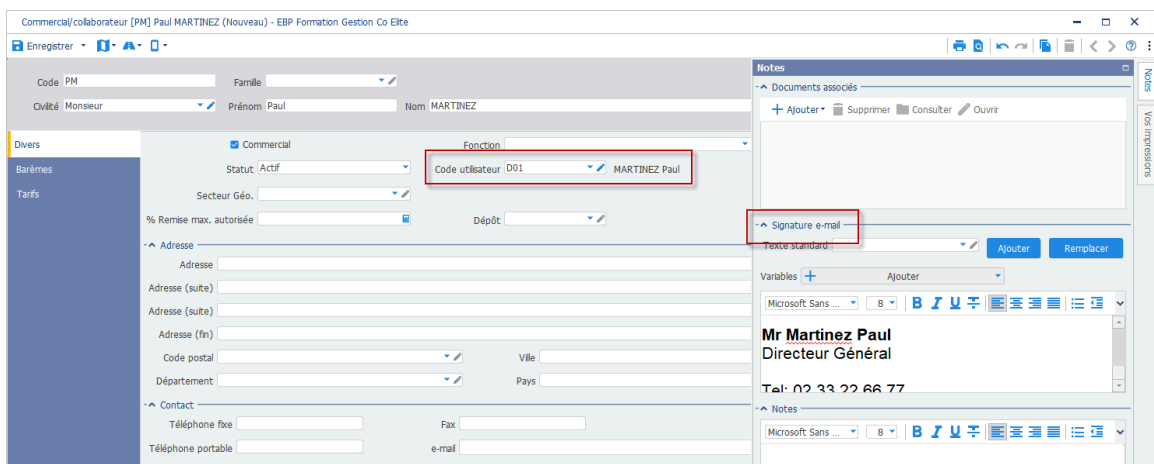 Commercial/collaborateur [PM] Paul MARTINEZ (Nouveau) - EBP Formation Gestion Co Elite
Enregistrer
Code PM Famille
Civilité Monsieur Prénom Paul Nom MARTINEZ
Divers
Barèmes
Tarifs
Commercial Fonction
Statut Actif Code utilisateur D01 MARTINEZ Paul
Secteur Géo.
% Remise max. autorisée Dépôt
Adresse
Adresse
Adresse (suite)
Adresse (suite)
Adresse (fin)
Code postal Ville
Département Pays
Contact
Téléphone fixe Fax
Téléphone portable e-mail
Notes
Documents associés
Ajouter Supprimer Consulter Ouvrir
Signature e-mail
Texte standard Ajouter Remplacer
Variables Ajouter
Microsoft Sans ... 8 B I U T
Mr Martinez Paul
Directeur Général
Tel: 02 33 22 66 77
Notes
Microsoft Sans ... 8 B I U T
Notes
Vos impressions